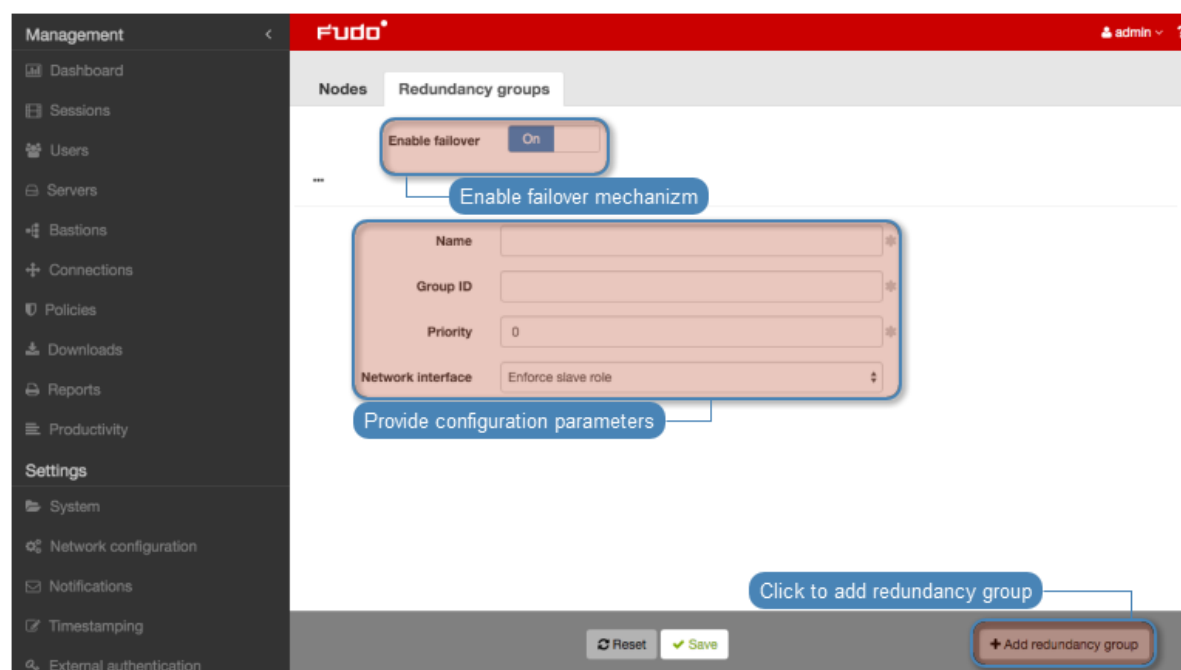 Management
Dashboard
Sessions
Users
Servers
Bastions
Connections
Policies
Downloads
Reports
Productivity
Settings
System
Network configuration
Notifications
Timestamping
External authentication
FUDO
admin
?
Nodes
Redundancy groups
Enable failover
On
Enable failover mechanizm
...
Name
Group ID
Priority
0
Network interface
Enforce slave role
Provide configuration parameters
Click to add redundancy group
Reset
Save
+ Add redundancy group